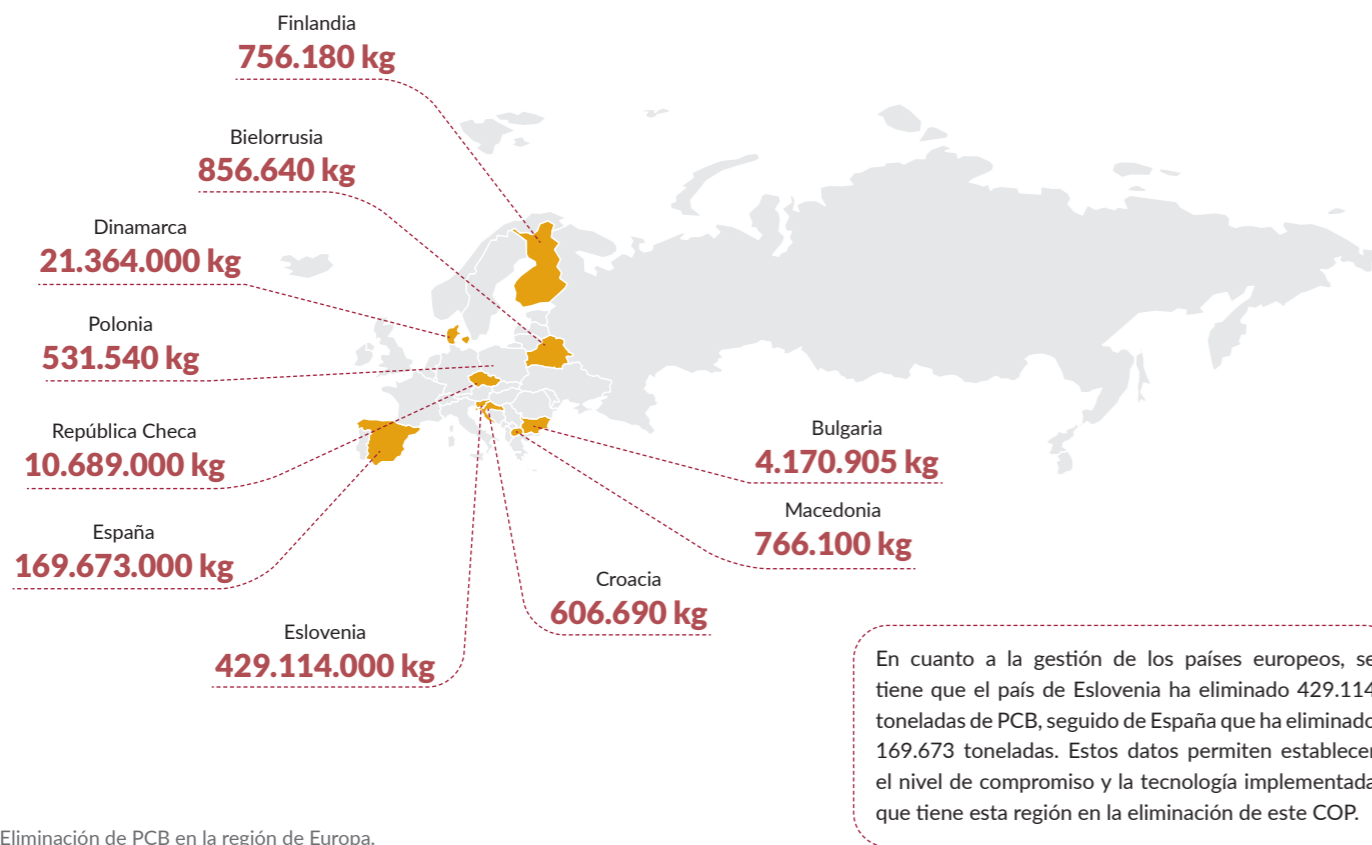 Finlandia
756.180 kg
Bielorrusia
856.640 kg
Dinamarca
21.364.000 kg
Polonia
531.540 kg
República Checa
10.689.000 kg
España
169.673.000 kg
Eslovenia
429.114.000 kg
Croacia
606.690 kg
Bulgaria
4.170.905 kg
Macedonia
766.100 kg
En cuanto a la gestión de los países europeos, se
tiene que el país de Eslovenia ha eliminado 429.114
toneladas de PCB, seguido de España que ha eliminado
169.673 toneladas. Estos datos permiten establecer
el nivel de compromiso y la tecnología implementada
que tiene esta región en la eliminación de este COP.
Eliminación de PCB en la región de Europa.